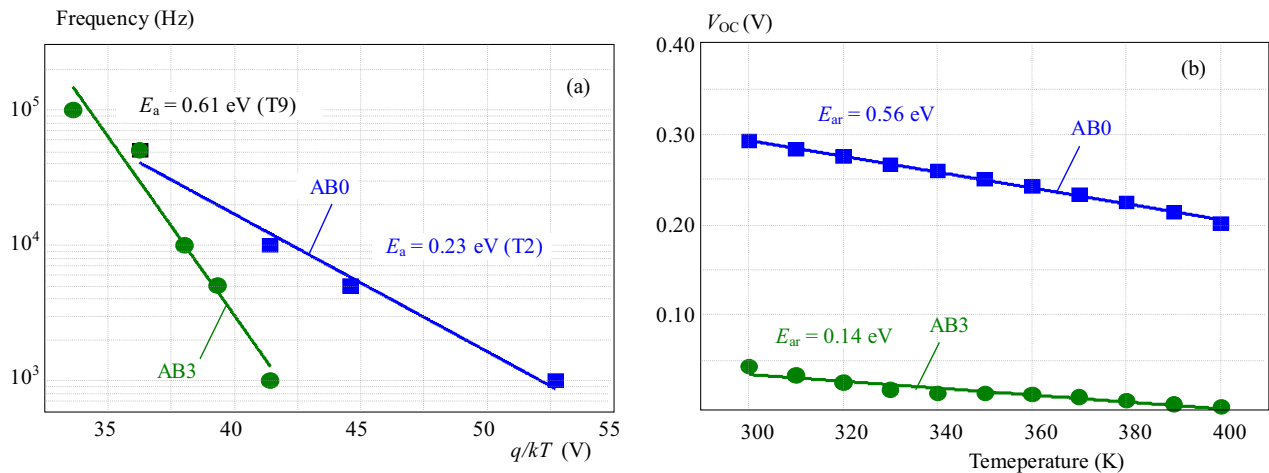 Frequency (Hz)
(a)
E_a = 0.61 eV (T9)
10^5
AB0
10^4
E_a = 0.23 eV (T2)
AB3
10^3
35 40 45 50 55
q/kT (V)
V_OC (V)
0.40
(b)
E_ar = 0.56 eV
AB0
0.30
0.20
0.10
AB3
E_ar = 0.14 eV
300 320 340 360 380 400
Temeperature (K)